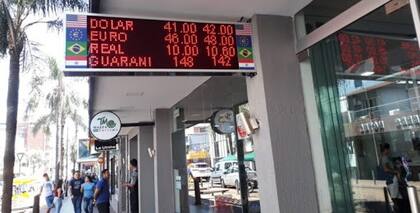 DOLAR 41.00 42.00
EURO 46.00 48.00
REAL 10.00 10.60
GUARANI 148 142